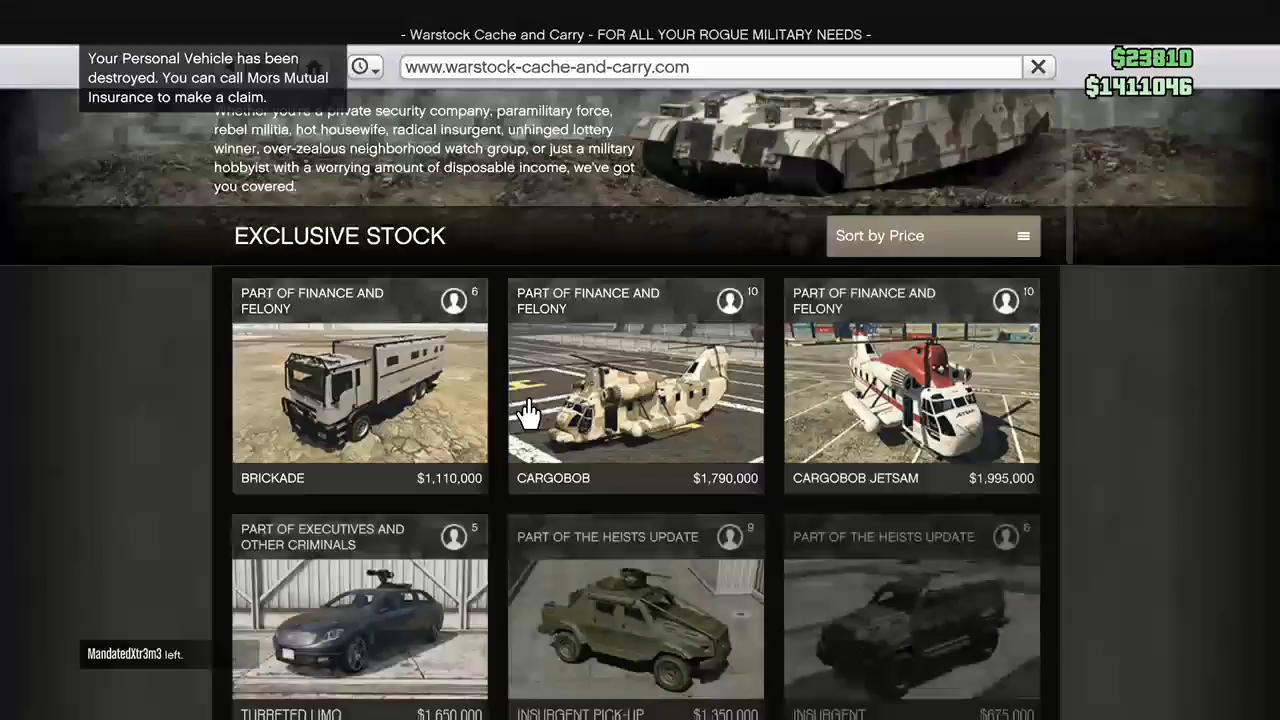 - Warstock Cache and Carry - FOR ALL YOUR ROGUE MILITARY NEEDS -
Your Personal Vehicle has been
destroyed. You can call Mors Mutual
Insurance to make a claim.
www.warstock-cache-and-carry.com
$23810
$1411046
Whether you're a private security company, paramilitary force,
rebel militia, hot housewife, radical insurgent, unhinged lottery
winner, over-zealous neighborhood watch group, or just a military
hobbyist with a worrying amount of disposable income, we've got
you covered.
EXCLUSIVE STOCK
Sort by Price
PART OF FINANCE AND
FELONY
6
BRICKADE $1,110,000
PART OF FINANCE AND
FELONY
10
CARGOBOB $1,790,000
PART OF FINANCE AND
FELONY
10
JETSAM
CARGOBOB JETSAM $1,995,000
PART OF EXECUTIVES AND
OTHER CRIMINALS
5
TURRETED LIMO $1,650,000
PART OF THE HEISTS UPDATE
9
INSURGENT PICK-UP $1,350,000
PART OF THE HEISTS UPDATE
6
INSURGENT $675,000
MandatedXtr3m3 left.